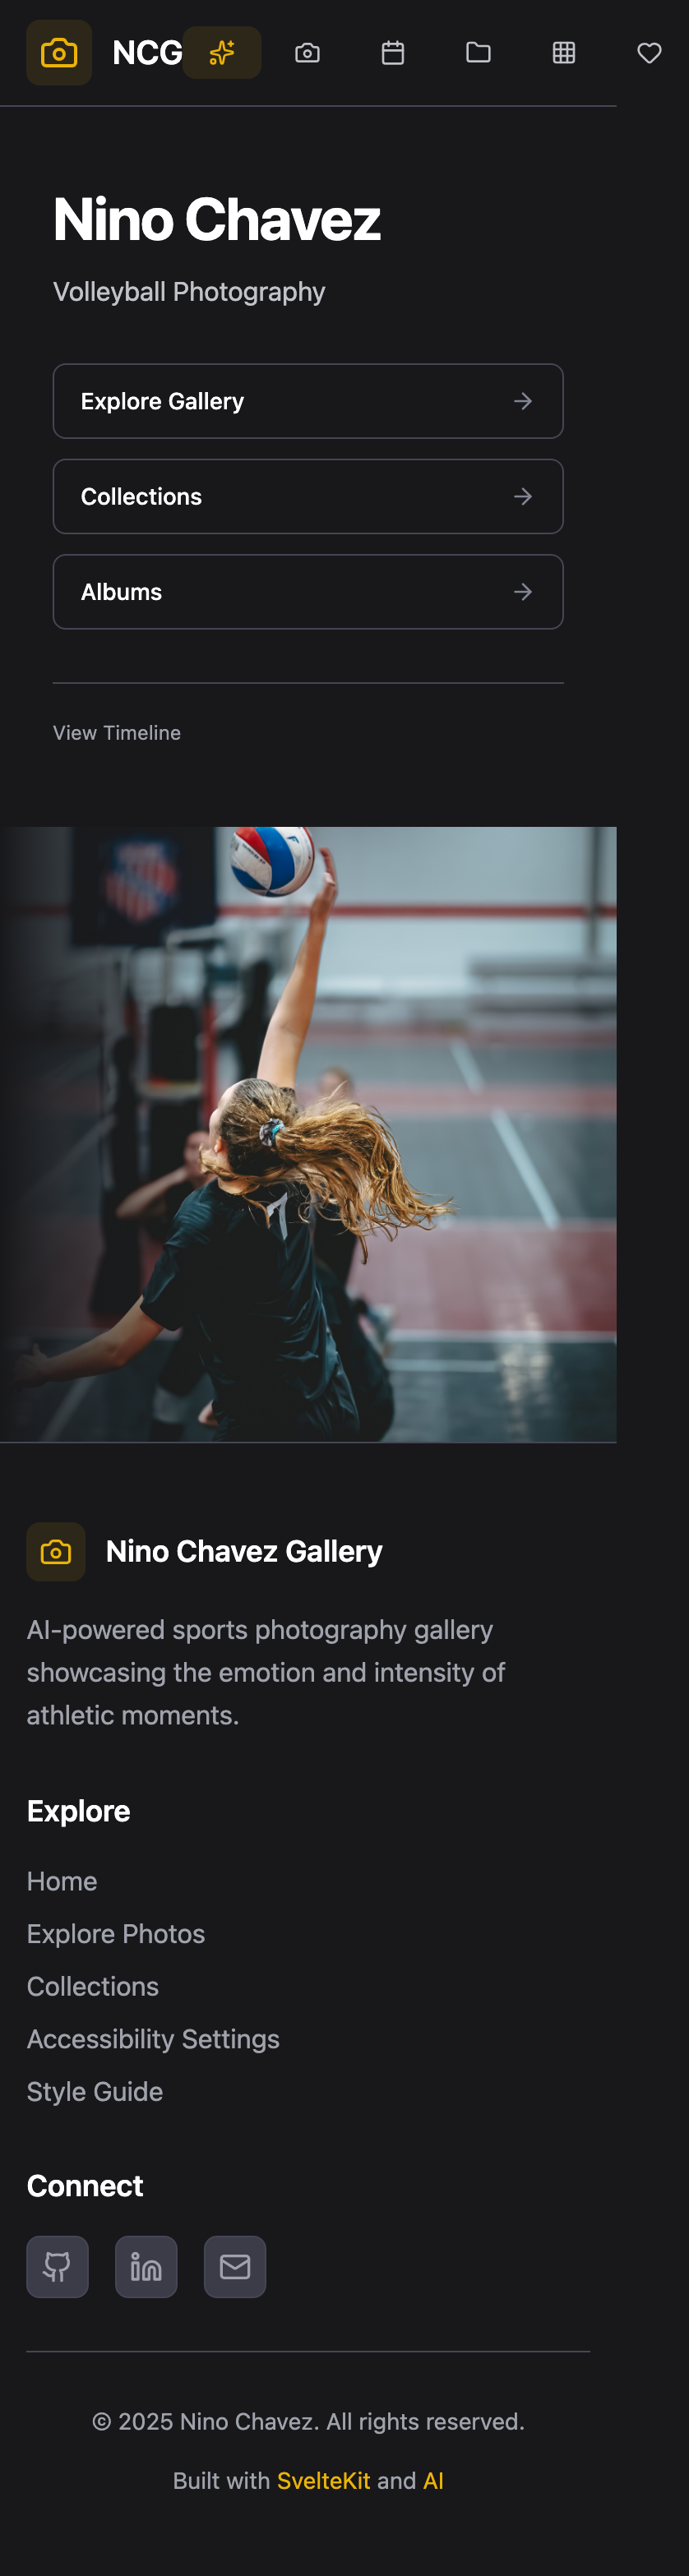 NCG
Nino Chavez
Volleyball Photography
Explore Gallery
Collections
Albums
View Timeline
Nino Chavez Gallery
AI-powered sports photography gallery
showcasing the emotion and intensity of
athletic moments.
Explore
Home
Explore Photos
Collections
Accessibility Settings
Style Guide
Connect
© 2025 Nino Chavez. All rights reserved.
Built with SvelteKit and AI